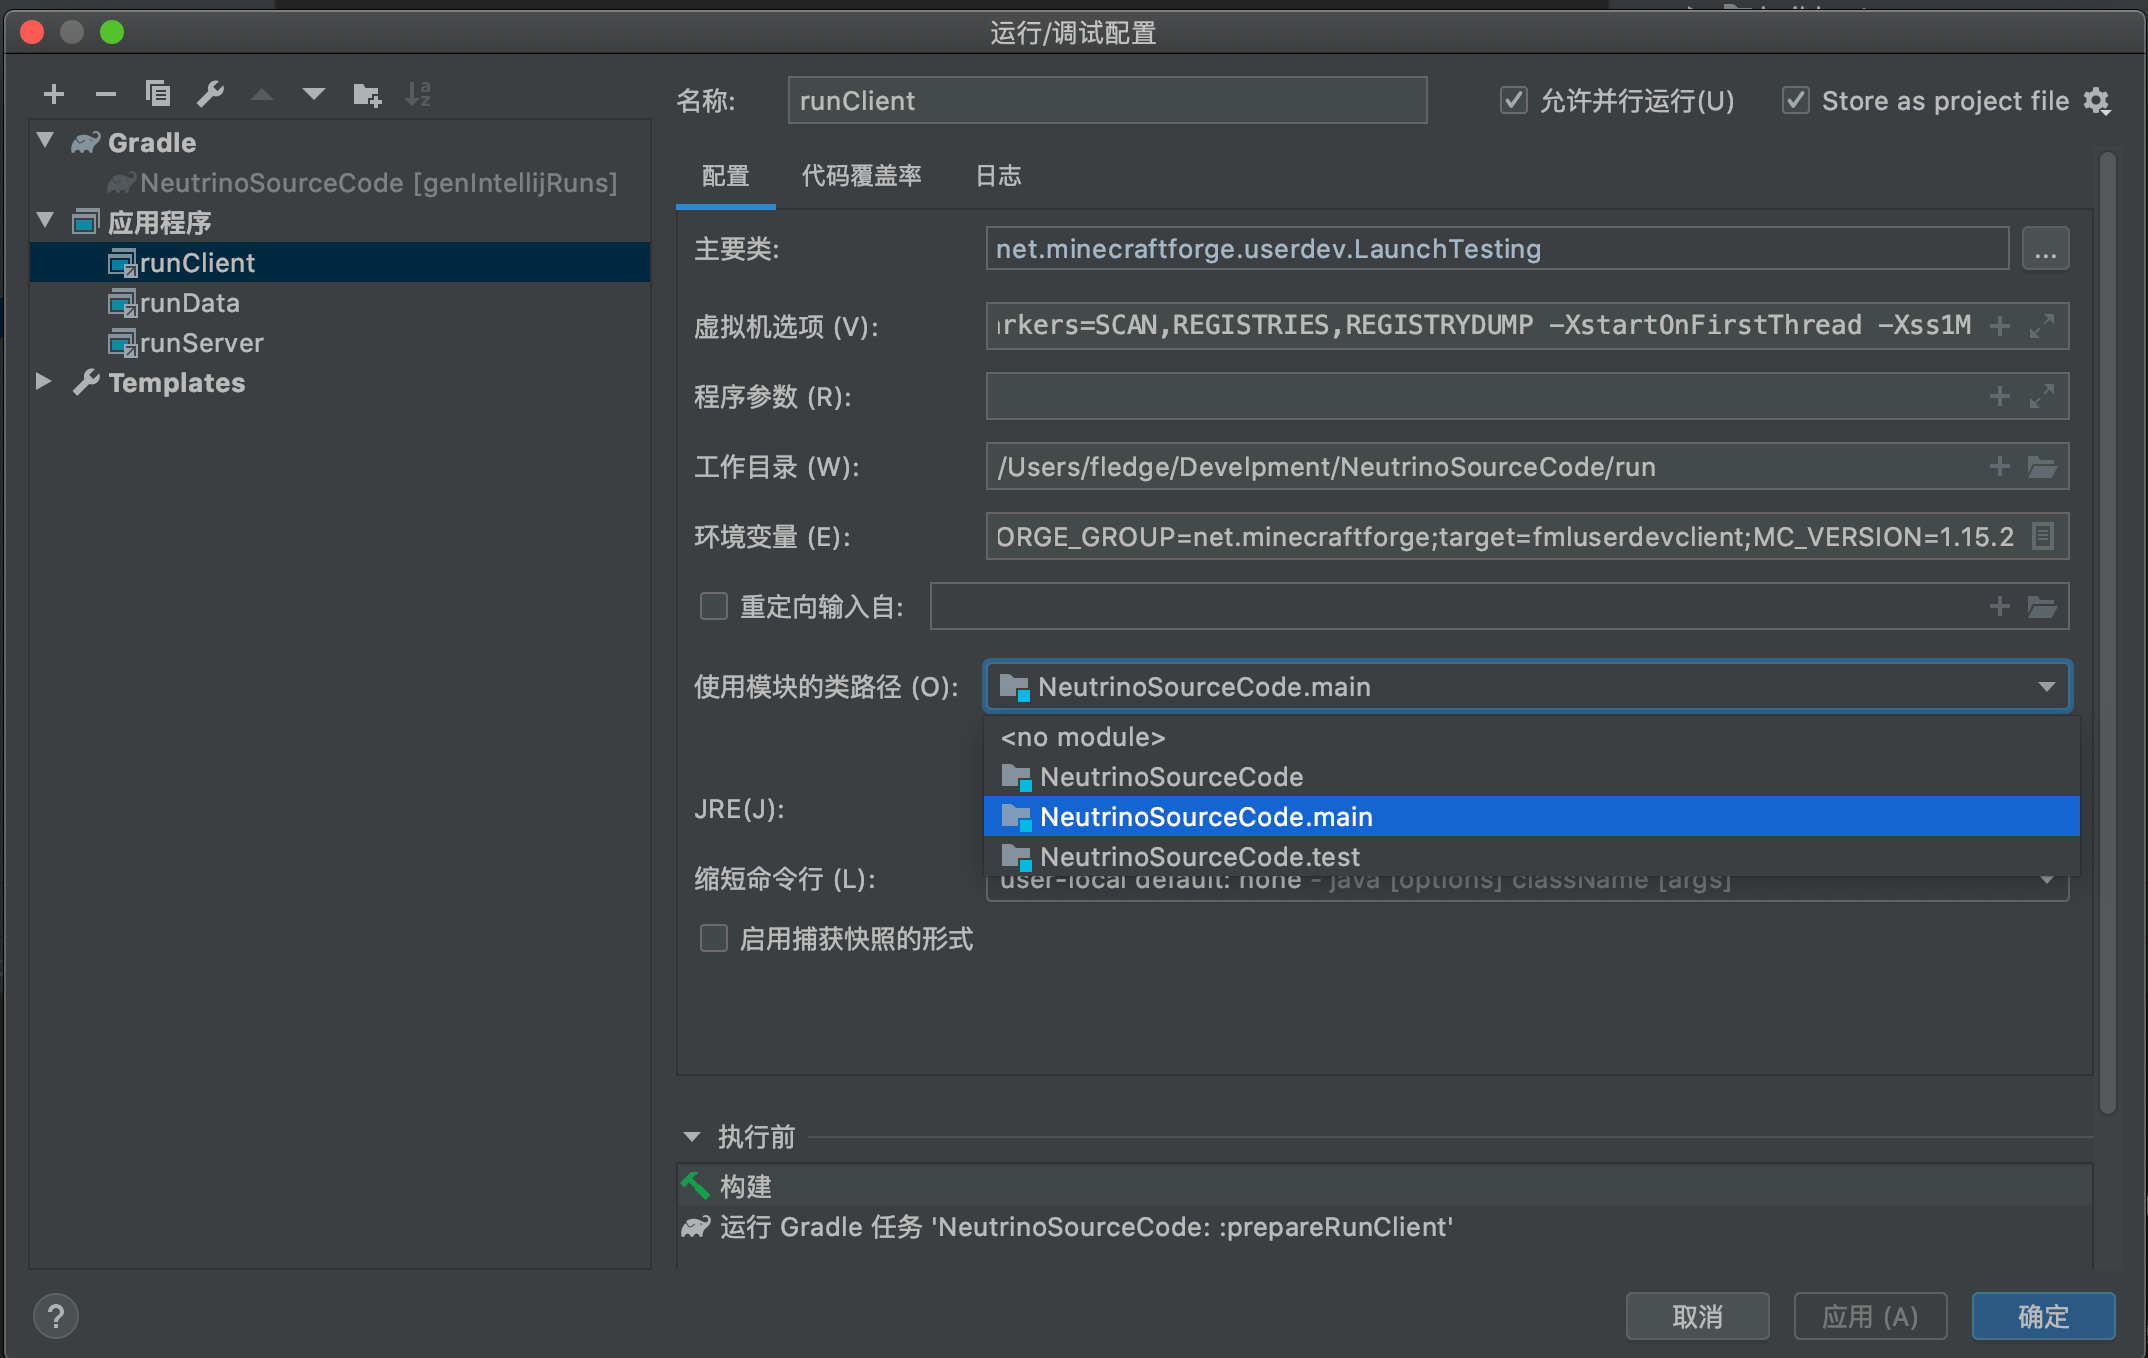 运行/调试配置
名称:
runClient
允许并行运行(U)
Store as project file
Gradle
NeutrinoSourceCode [genIntellijRuns]
应用程序
runClient
runData
runServer
Templates
配置
代码覆盖率
日志
主要类:
net.minecraftforge.userdev.LaunchTesting
...
虚拟机选项 (V):
arkers=SCAN,REGISTRIES,REGISTRYDUMP -XstartOnFirstThread -Xss1M
程序参数 (R):
工作目录 (W):
/Users/fledge/Develpment/NeutrinoSourceCode/run
环境变量 (E):
ORGE_GROUP=net.minecraftforge;target=fmluserdevclient;MC_VERSION=1.15.2
重定向输入自:
使用模块的类路径 (O):
NeutrinoSourceCode.main
<no module>
NeutrinoSourceCode
NeutrinoSourceCode.main
NeutrinoSourceCode.test
JRE(J):
缩短命令行 (L):
user-local default: none - java [options] className [args]
启用捕获快照的形式
执行前
构建
运行 Gradle 任务 'NeutrinoSourceCode: :prepareRunClient'
?
取消
应用 (A)
确定